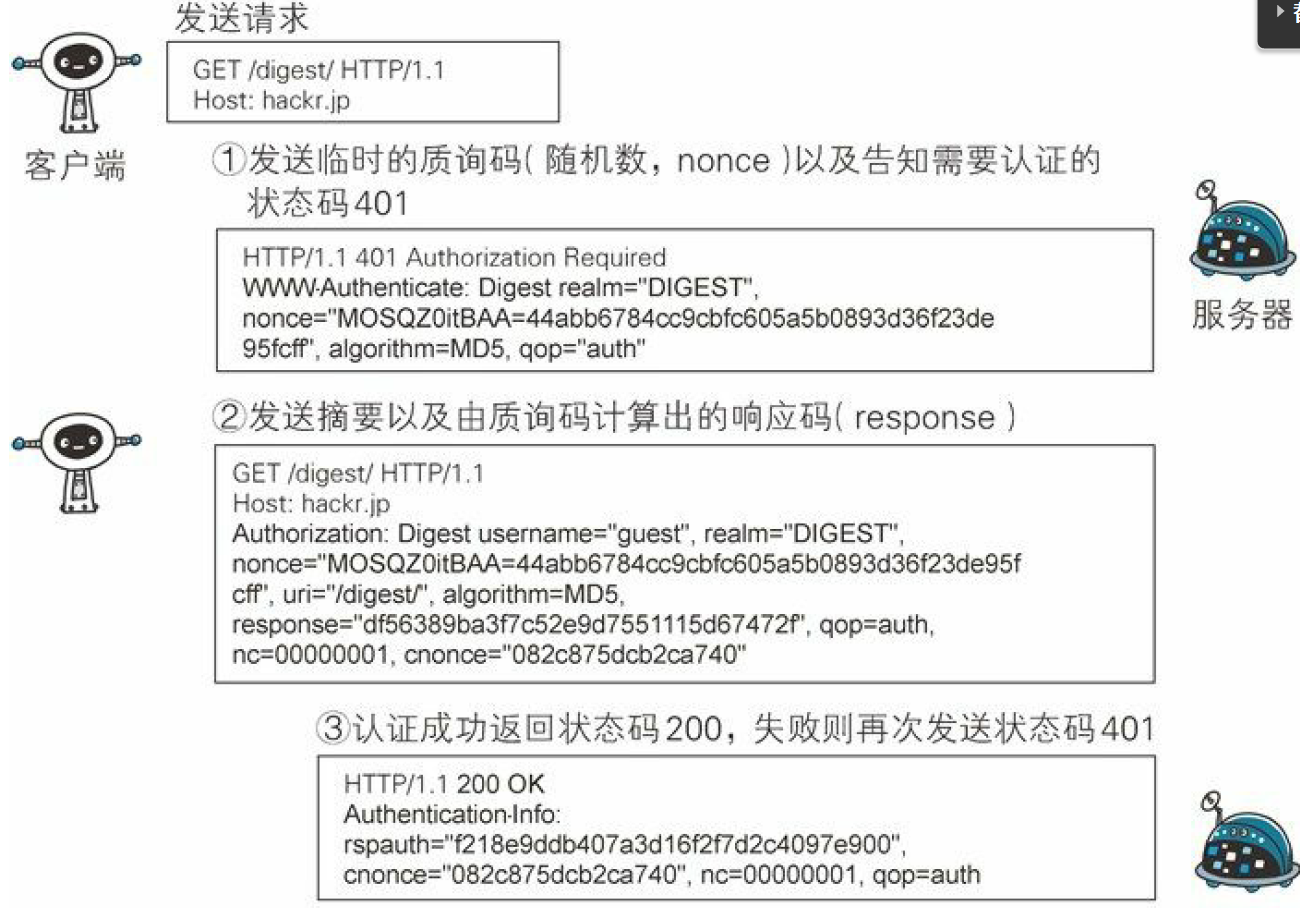 发送请求
GET /digest/ HTTP/1.1
Host: hackr.jp
客户端
①发送临时的质询码( 随机数，nonce )以及告知需要认证的
状态码401
HTTP/1.1 401 Authorization Required
WWW-Authenticate: Digest realm="DIGEST",
nonce="MOSQZ0itBAA=44abb6784cc9cbfc605a5b0893d36f23de
95fcff", algorithm=MD5, qop="auth"
服务器
②发送摘要以及由质询码计算出的响应码( response )
GET /digest/ HTTP/1.1
Host: hackr.jp
Authorization: Digest username="guest", realm="DIGEST",
nonce="MOSQZ0itBAA=44abb6784cc9cbfc605a5b0893d36f23de95f
cff", uri="/digest/", algorithm=MD5,
response="df56389ba3f7c52e9d7551115d67472f", qop=auth,
nc=00000001, cnonce="082c875dcb2ca740"
③认证成功返回状态码200，失败则再次发送状态码401
HTTP/1.1 200 OK
Authentication-Info:
rspauth="f218e9ddb407a3d16f2f7d2c4097e900",
cnonce="082c875dcb2ca740", nc=00000001, qop=auth